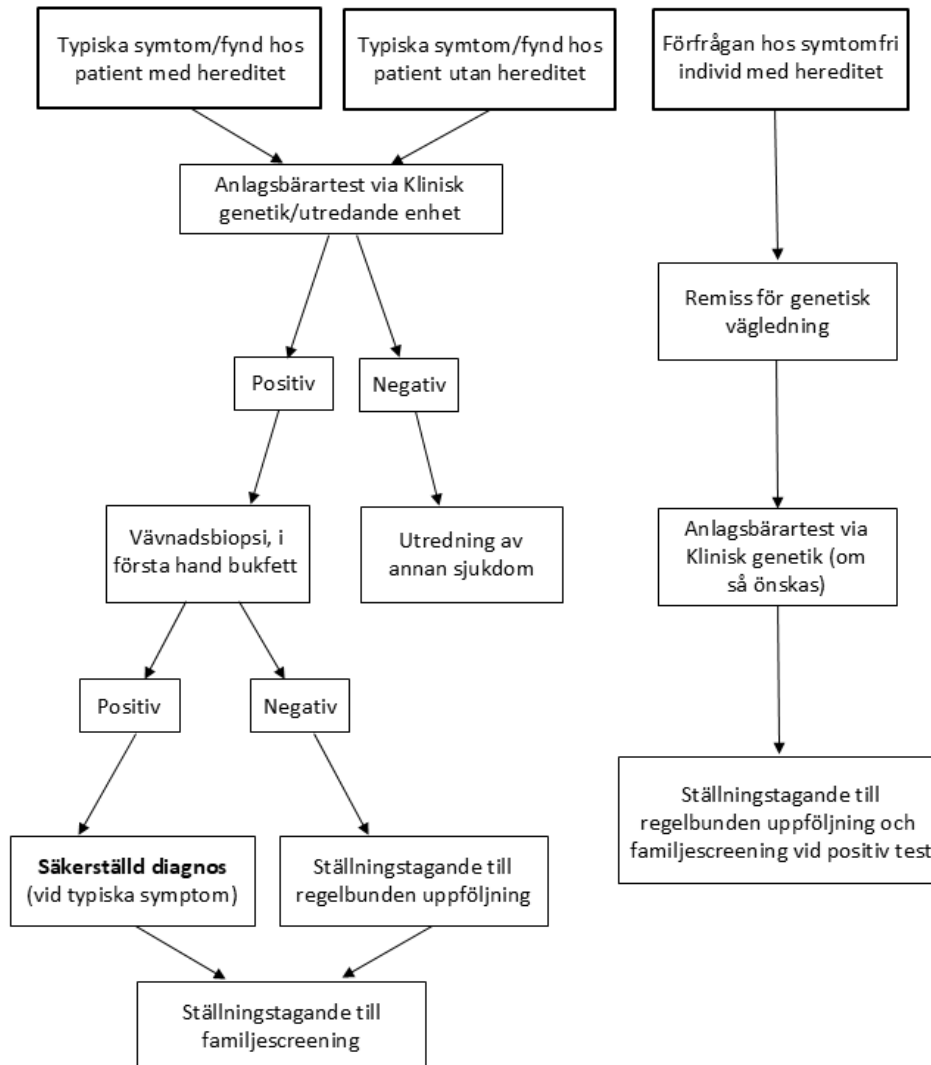 Typiska symtom/fynd hos
patient med hereditet
Typiska symtom/fynd hos
patient utan hereditet
Förfrågan hos symtomfri
individ med hereditet
Anlagsbärartest via Klinisk
genetik/utredande enhet
Remiss för genetisk
vägledning
Positiv
Negativ
Vävnadsbiopsi, i
första hand bukfett
Utredning av
annan sjukdom
Anlagsbärartest via
Klinisk genetik (om
så önskas)
Positiv
Negativ
Ställningstagande till
regelbunden uppföljning och
familjescreening vid positiv test
Säkerställd diagnos
(vid typiska symptom)
Ställningstagande till
regelbunden uppföljning
Ställningstagande till
familjescreening